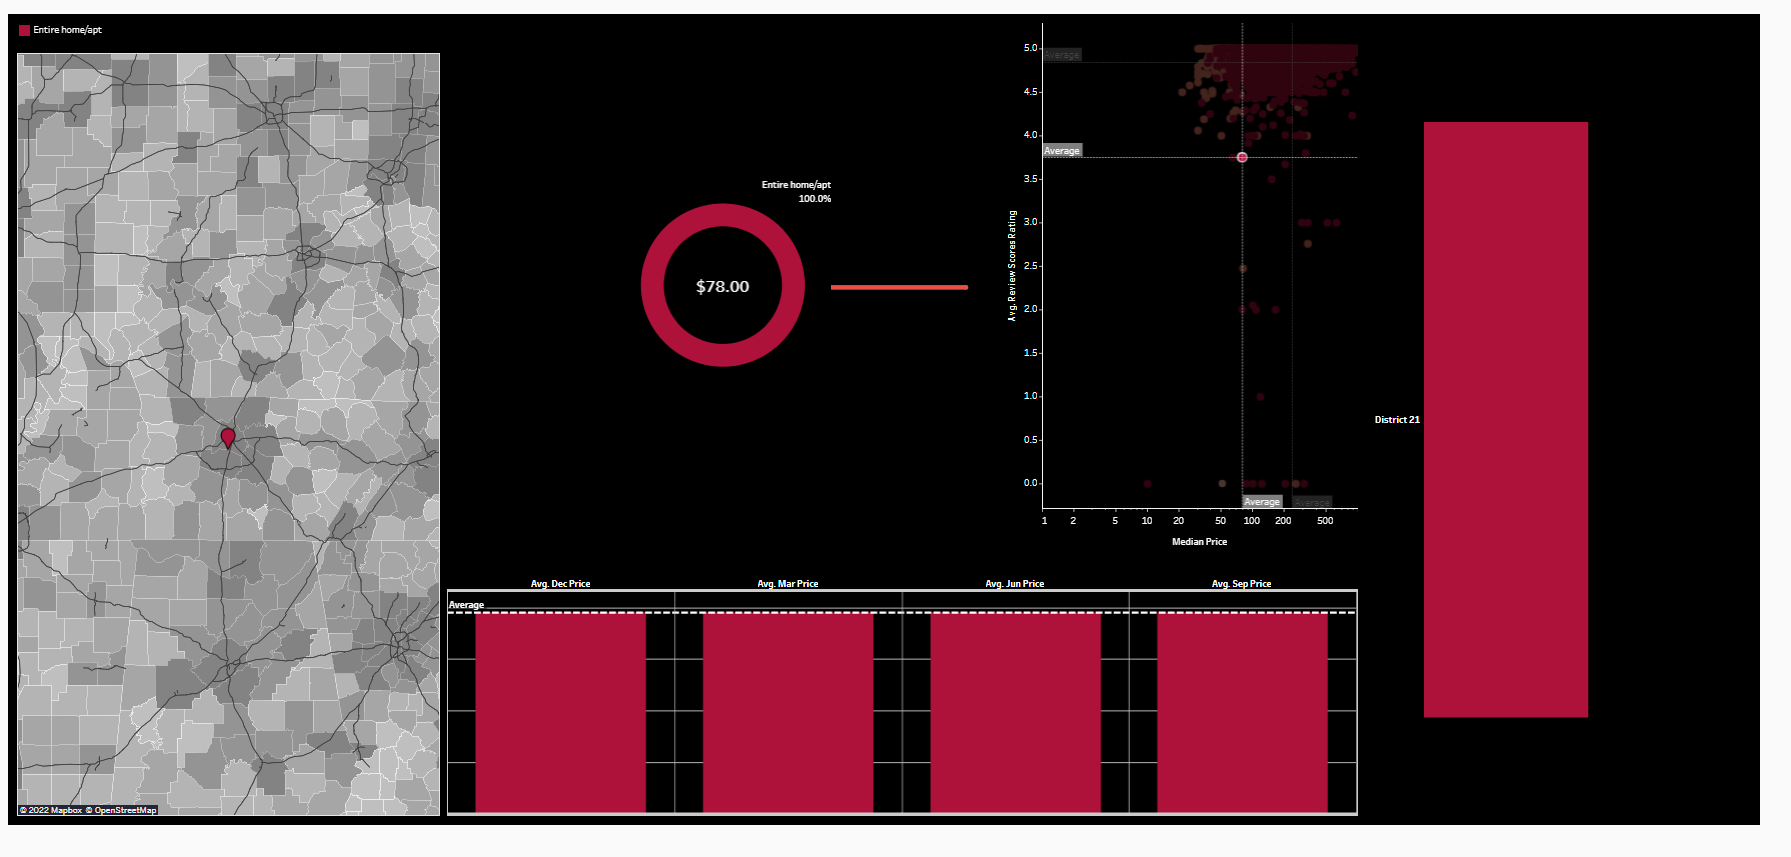 Entire home/apt
© 2022 Mapbox © OpenStreetMap
Entire home/apt
100.0%
$78.00
Avg. Review Scores Rating
5.0
4.5
4.0
3.5
3.0
2.5
2.0
1.5
1.0
0.5
0.0
Average
Average
Average
Average
1
2
5
10
20
50
100
200
500
Median Price
District 21
Avg. Dec Price
Avg. Mar Price
Avg. Jun Price
Avg. Sep Price
Average